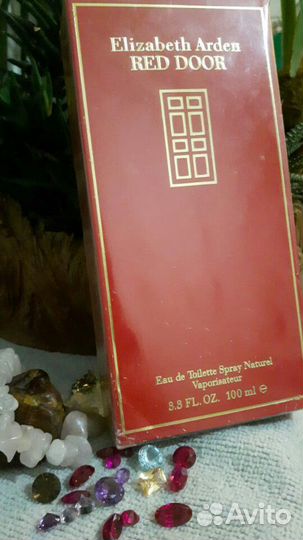 Elizabeth Arden
RED DOOR
Eau de Toilette Spray Naturel
Vaporisateur
3.3 FL. OZ. 100 ml ℮
Avito